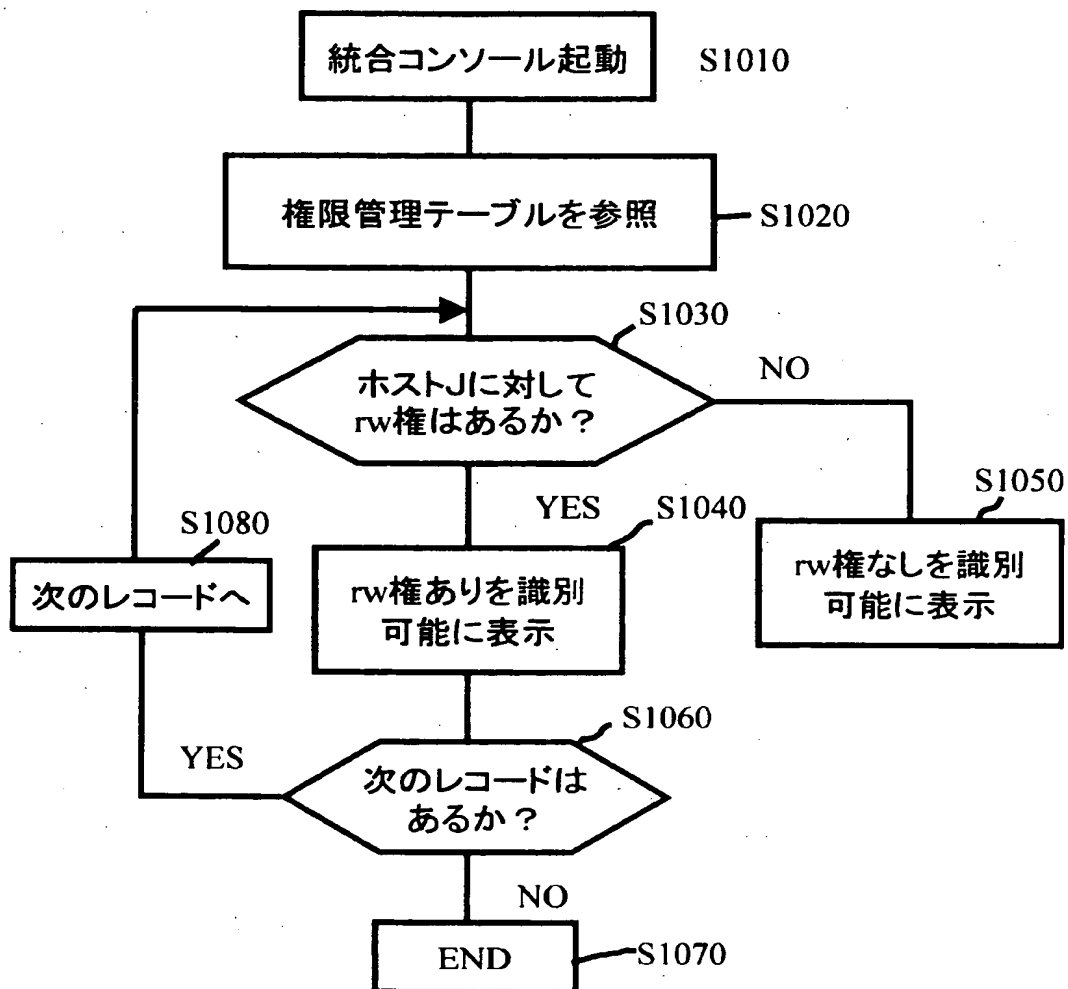 統合コンソール起動
S1010
権限管理テーブルを参照
S1020
S1030
ホストJに対して
rw権はあるか？
NO
YES
S1040
S1050
S1080
次のレコードへ
rw権ありを識別
可能に表示
rw権なしを識別
可能に表示
S1060
YES
次のレコードは
あるか？
NO
END
S1070